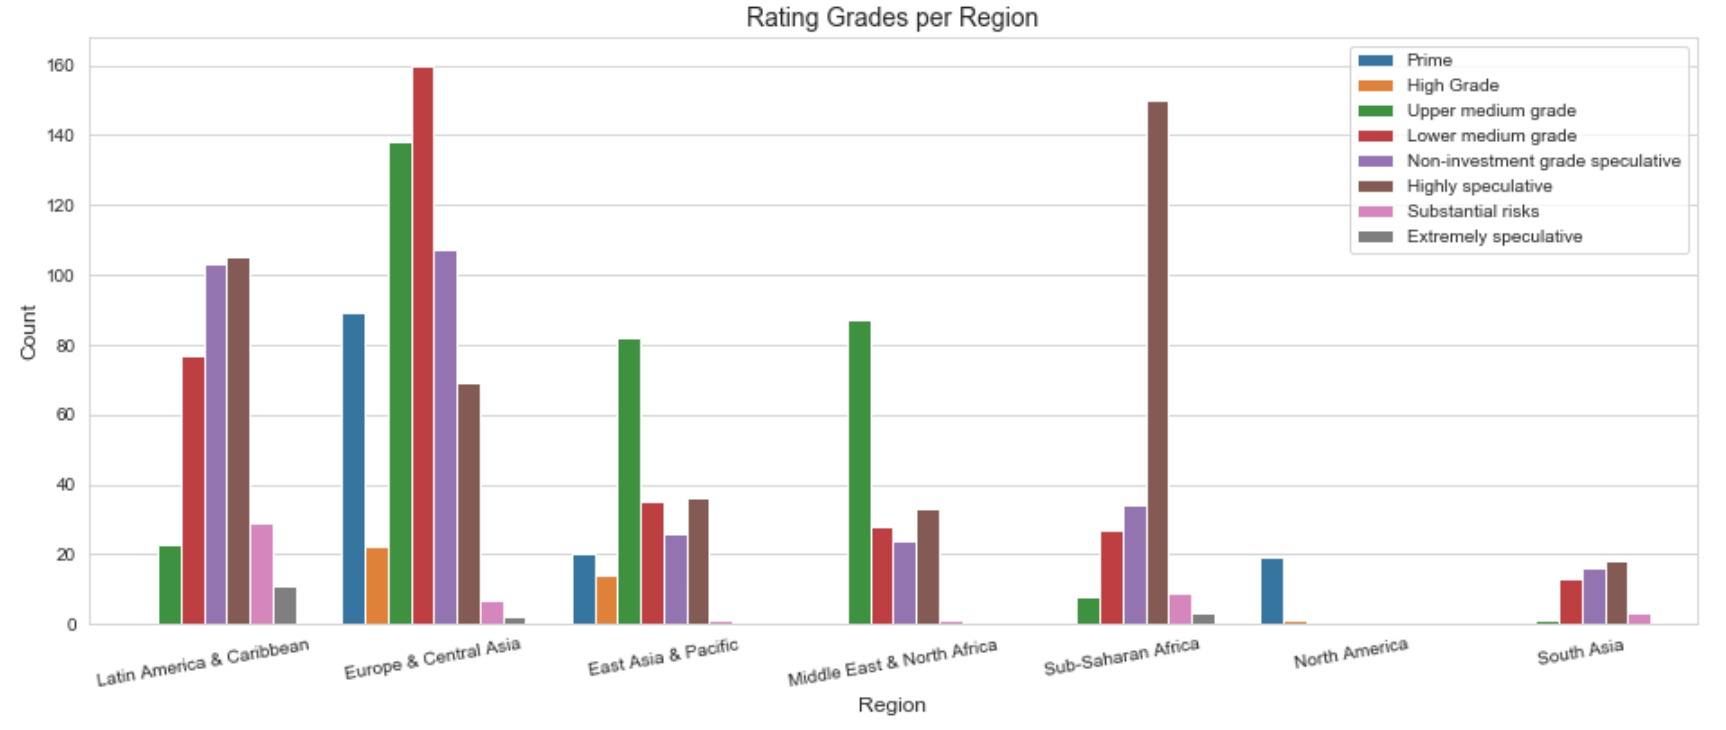 Rating Grades per Region
160
140
120
100
80
60
40
20
0
Count
Prime
High Grade
Upper medium grade
Lower medium grade
Non-investment grade speculative
Highly speculative
Substantial risks
Extremely speculative
Latin America & Caribbean
Europe & Central Asia
East Asia & Pacific
Middle East & North Africa
Sub-Saharan Africa
North America
South Asia
Region